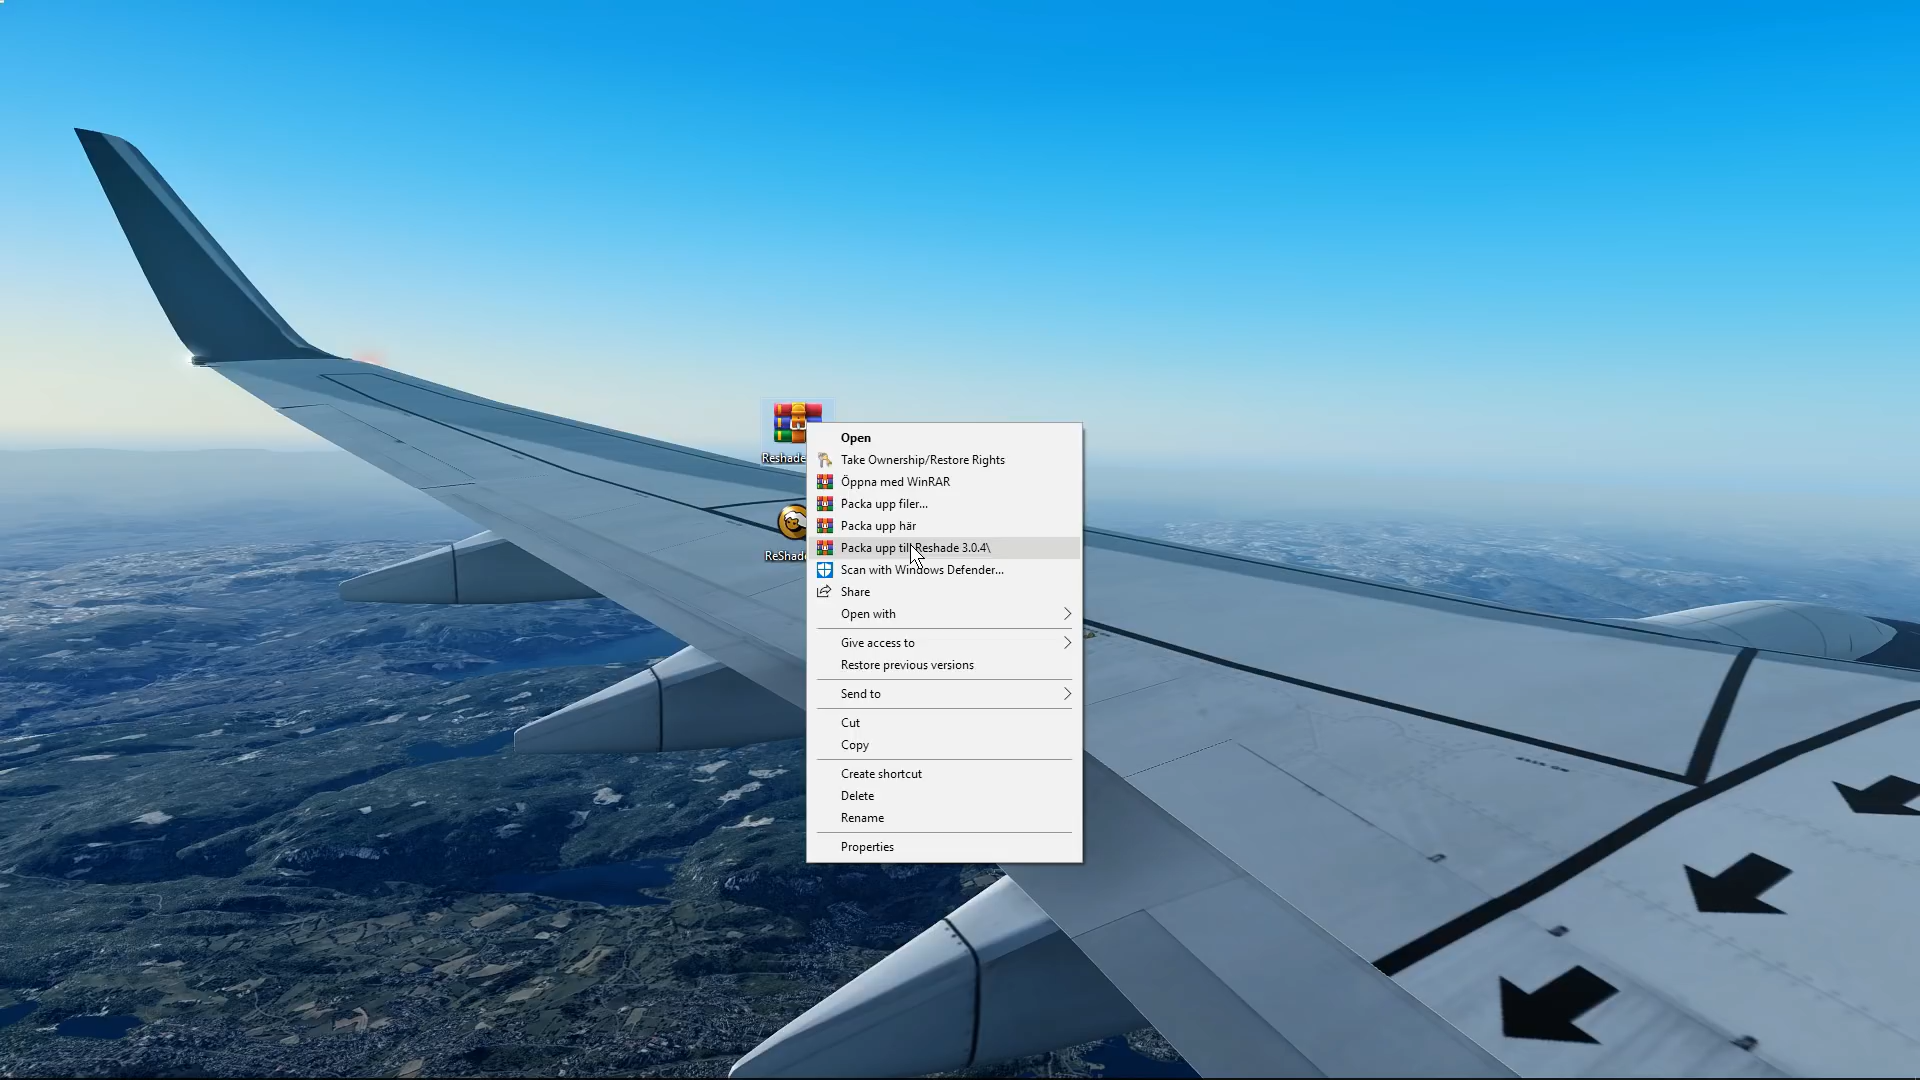 Reshade
ReShade
Open
Take Ownership/Restore Rights
Öppna med WinRAR
Packa upp filer...
Packa upp här
Packa upp till Reshade 3.0.4\
Scan with Windows Defender...
Share
Open with
Give access to
Restore previous versions
Send to
Cut
Copy
Create shortcut
Delete
Rename
Properties